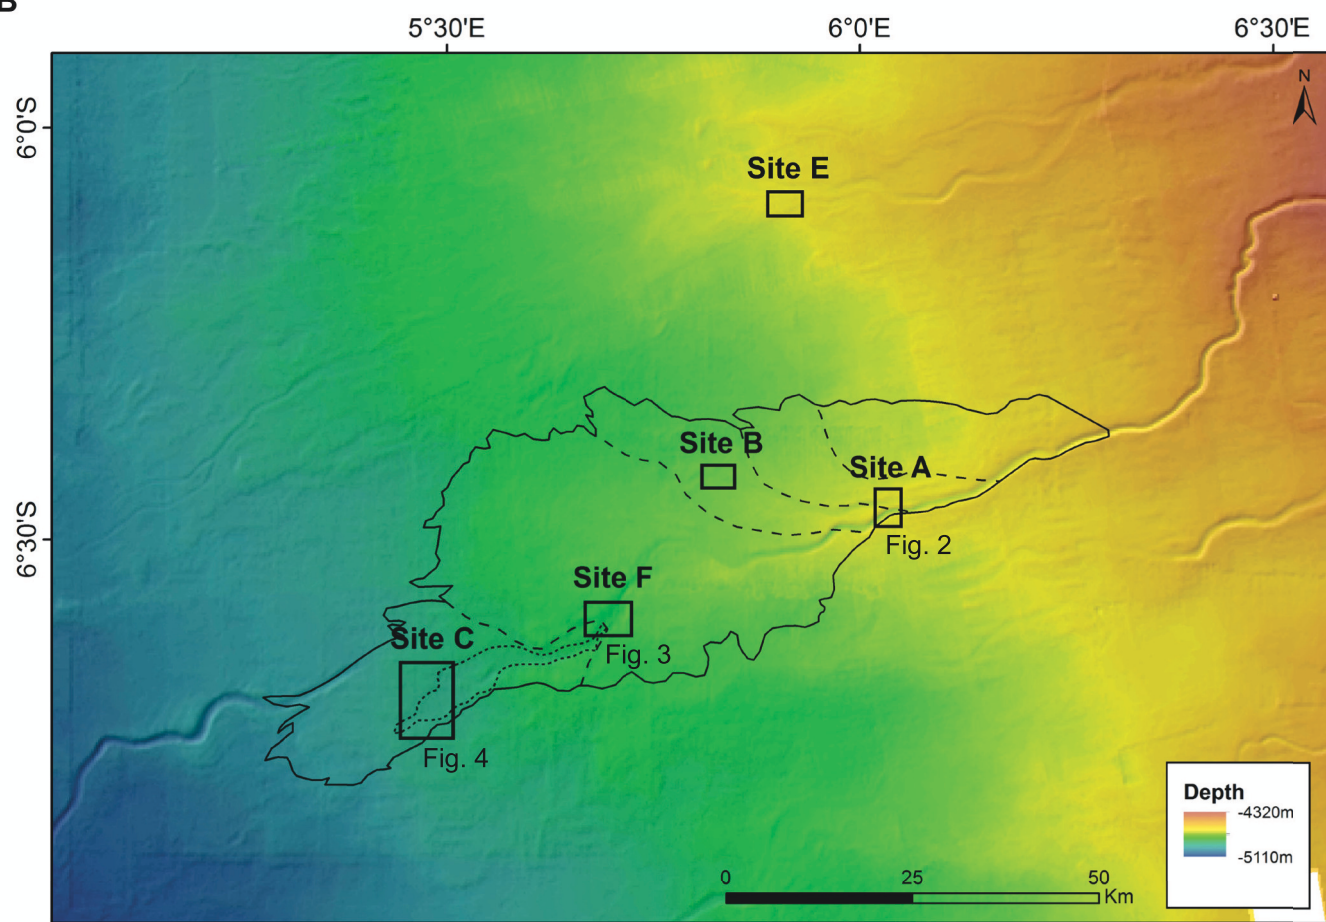 B
5°30'E
6°0'E
6°30'E
N
6°0'S
Site E
Site B
Site A
6°30'S
Fig. 2
Site F
Site C
Fig. 3
Fig. 4
Depth
-4320m
-5110m
0 25 50
Km